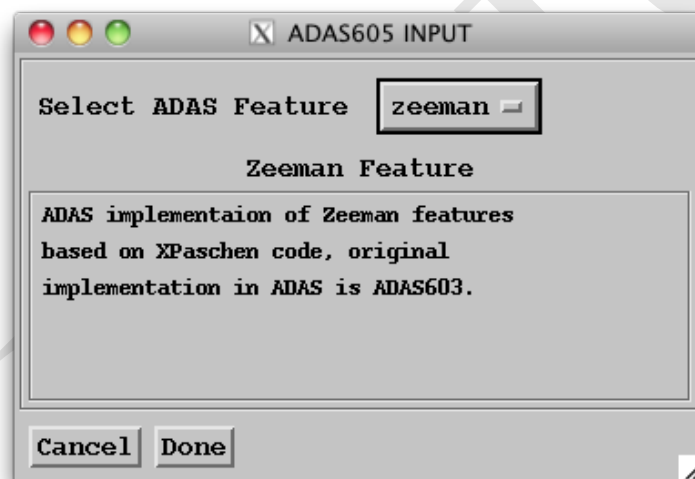 X ADAS605 INPUT
Select ADAS Feature zeeman
Zeeman Feature
ADAS implementaion of Zeeman features
based on XPaschen code, original
implementation in ADAS is ADAS603.
Cancel Done